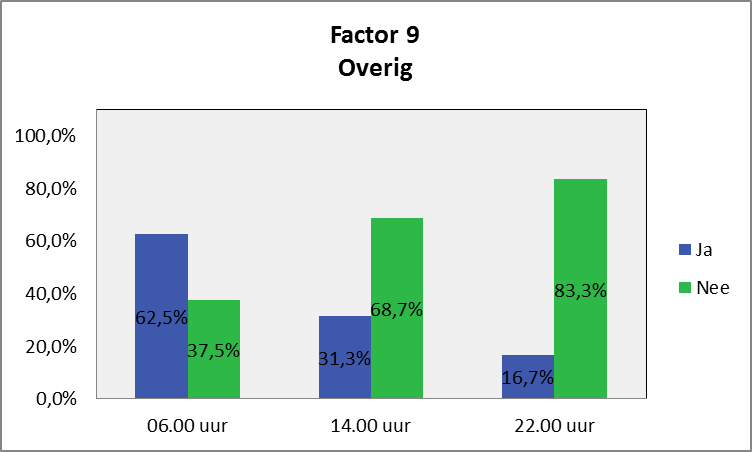 Factor 9
Overig
100,0%
80,0%
60,0%
40,0%
20,0%
0,0%
62,5%
37,5%
31,3%
68,7%
16,7%
83,3%
06.00 uur
14.00 uur
22.00 uur
Ja
Nee